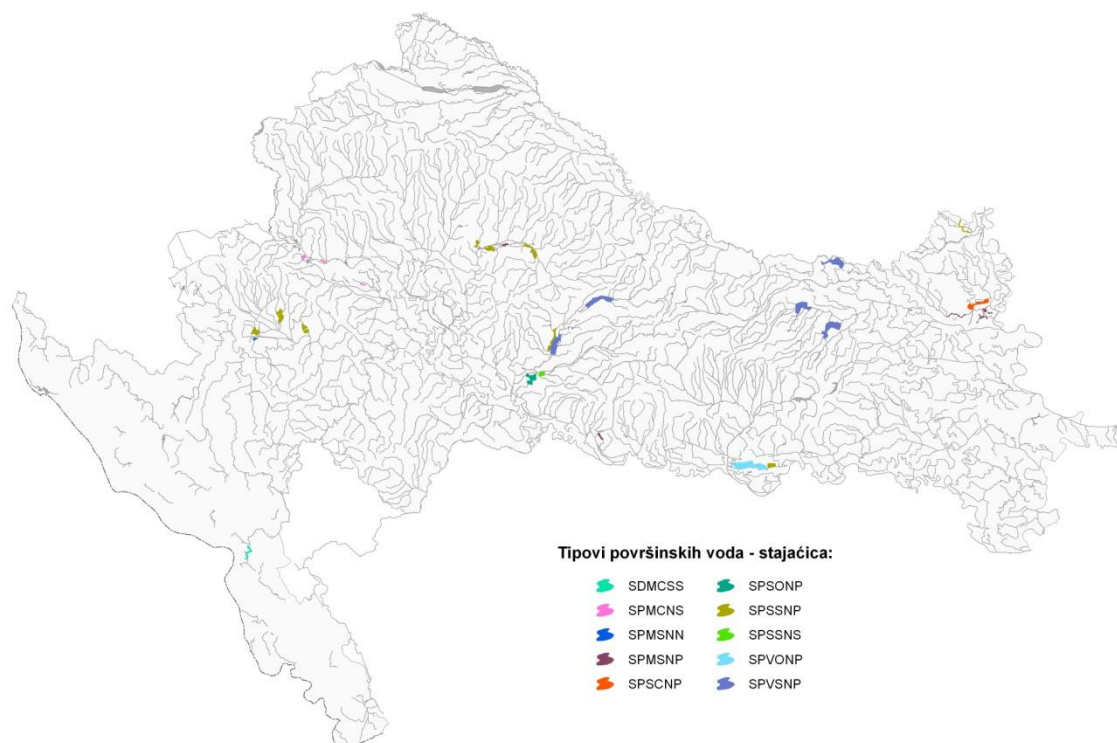 Tipovi površinskih voda - stajaćica:
SDMCSS SPSONP
SPMCNS SPSSNP
SPMSNN SPSSNS
SPMSNP SPVONP
SPSCNP SPVSNP